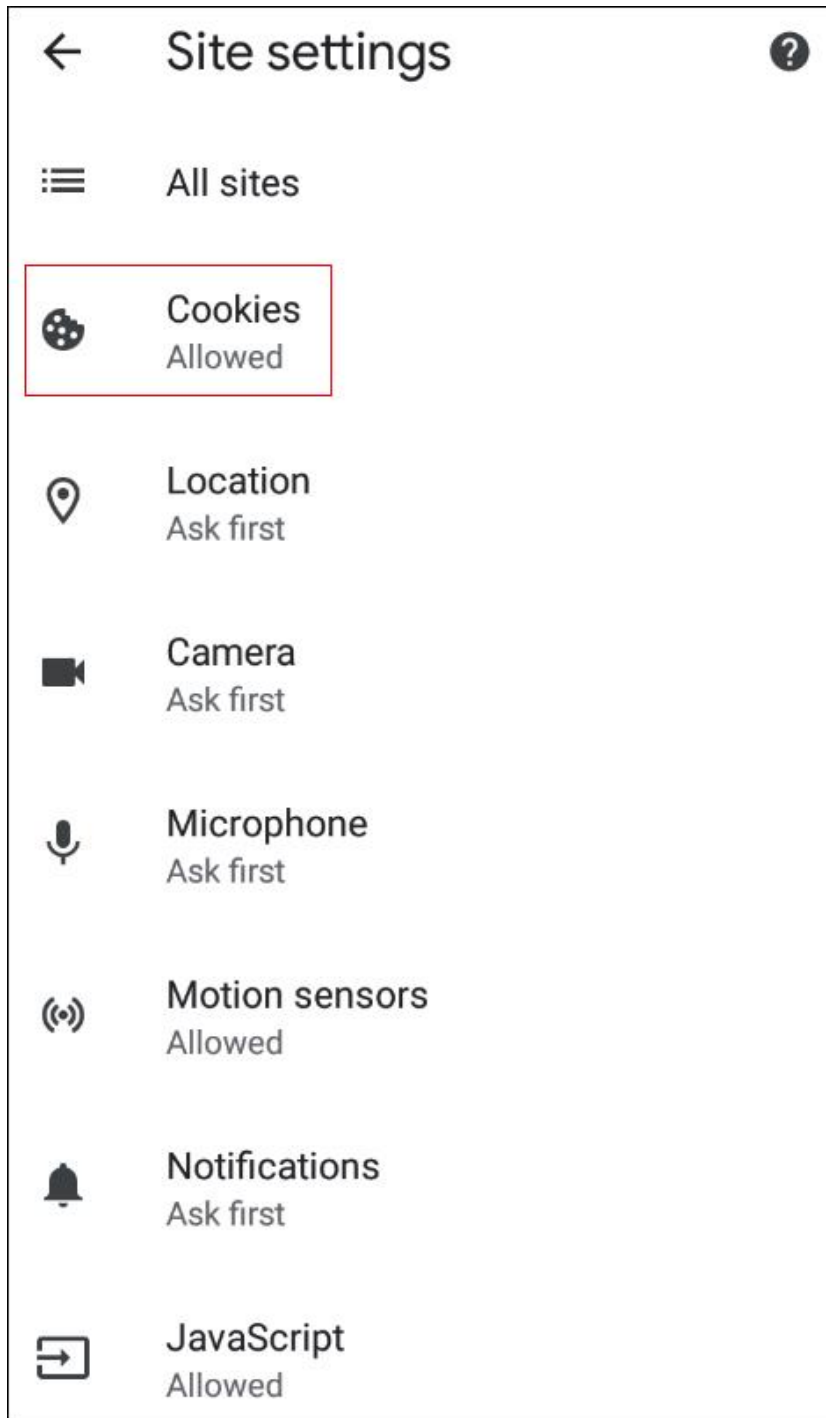 Site settings
All sites
Cookies
Allowed
Location
Ask first
Camera
Ask first
Microphone
Ask first
Motion sensors
Allowed
Notifications
Ask first
JavaScript
Allowed